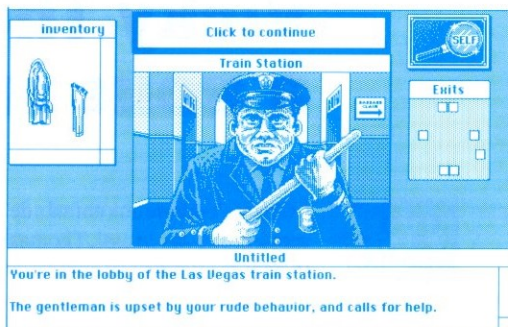 inventory
Click to continue
SELF
Train Station
Exits
BAGGAGE
CLAIM
Untitled
You're in the lobby of the Las Vegas train station.
The gentleman is upset by your rude behavior, and calls for help.